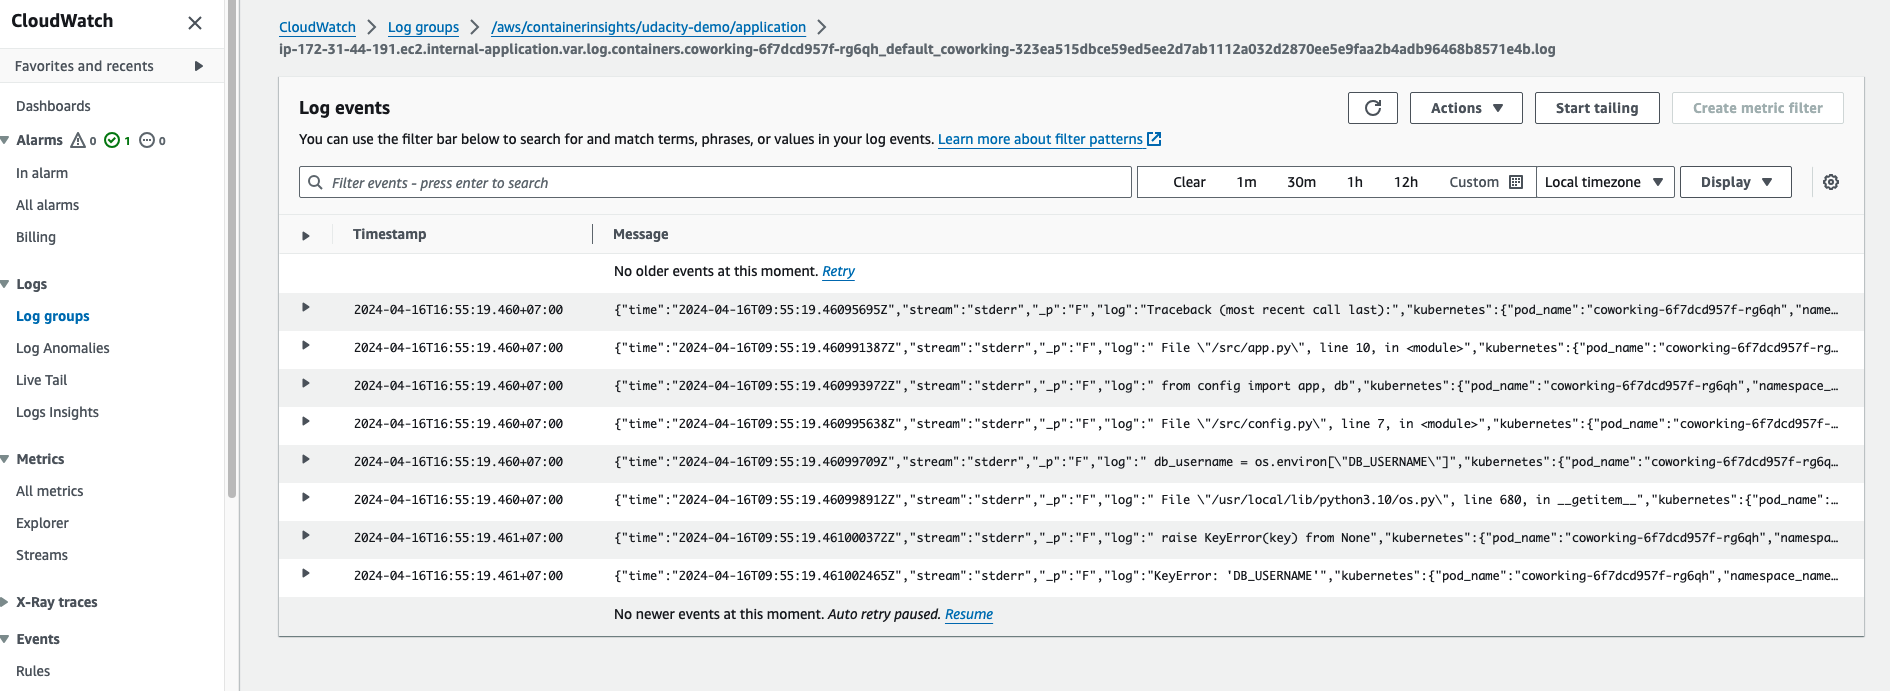 CloudWatch
Favorites and recents
Dashboards
Alarms 0 1 0
In alarm
All alarms
Billing
Logs
Log groups
Log Anomalies
Live Tail
Logs Insights
Metrics
All metrics
Explorer
Streams
X-Ray traces
Events
Rules
CloudWatch > Log groups > /aws/containerinsights/udacity-demo/application >
ip-172-31-44-191.ec2.internal-application.var.log.containers.coworking-6f7dcd957f-rg6qh_default_coworking-323ea515dbce59ed5ee2d7ab1112a032d2870ee5e9faa2b4adb96468b8571e4b.log
Log events
Actions
Start tailing
Create metric filter
You can use the filter bar below to search for and match terms, phrases, or values in your log events. Learn more about filter patterns
Filter events - press enter to search
Clear 1m 30m 1h 12h Custom
Local timezone
Display
Timestamp Message
No older events at this moment. Retry
2024-04-16T16:55:19.460+07:00 {"time":"2024-04-16T09:55:19.46095695Z","stream":"stderr","_p":"F","log":"Traceback (most recent call last):","kubernetes":{"pod_name":"coworking-6f7dcd957f-rg6qh","name…
2024-04-16T16:55:19.460+07:00 {"time":"2024-04-16T09:55:19.460991387Z","stream":"stderr","_p":"F","log":" File \"/src/app.py\", line 10, in <module>","kubernetes":{"pod_name":"coworking-6f7dcd957f-rg…
2024-04-16T16:55:19.460+07:00 {"time":"2024-04-16T09:55:19.460993972Z","stream":"stderr","_p":"F","log":" from config import app, db","kubernetes":{"pod_name":"coworking-6f7dcd957f-rg6qh","namespace_…
2024-04-16T16:55:19.460+07:00 {"time":"2024-04-16T09:55:19.460995638Z","stream":"stderr","_p":"F","log":" File \"/src/config.py\", line 7, in <module>","kubernetes":{"pod_name":"coworking-6f7dcd957f-…
2024-04-16T16:55:19.460+07:00 {"time":"2024-04-16T09:55:19.46099709Z","stream":"stderr","_p":"F","log":" db_username = os.environ[\"DB_USERNAME\"]","kubernetes":{"pod_name":"coworking-6f7dcd957f-rg6q…
2024-04-16T16:55:19.460+07:00 {"time":"2024-04-16T09:55:19.460998912Z","stream":"stderr","_p":"F","log":" File \"/usr/local/lib/python3.10/os.py\", line 680, in __getitem__","kubernetes":{"pod_name":…
2024-04-16T16:55:19.461+07:00 {"time":"2024-04-16T09:55:19.461000372Z","stream":"stderr","_p":"F","log":" raise KeyError(key) from None","kubernetes":{"pod_name":"coworking-6f7dcd957f-rg6qh","namespa…
2024-04-16T16:55:19.461+07:00 {"time":"2024-04-16T09:55:19.461002465Z","stream":"stderr","_p":"F","log":"KeyError: 'DB_USERNAME'","kubernetes":{"pod_name":"coworking-6f7dcd957f-rg6qh","namespace_name…
No newer events at this moment. Auto retry paused. Resume